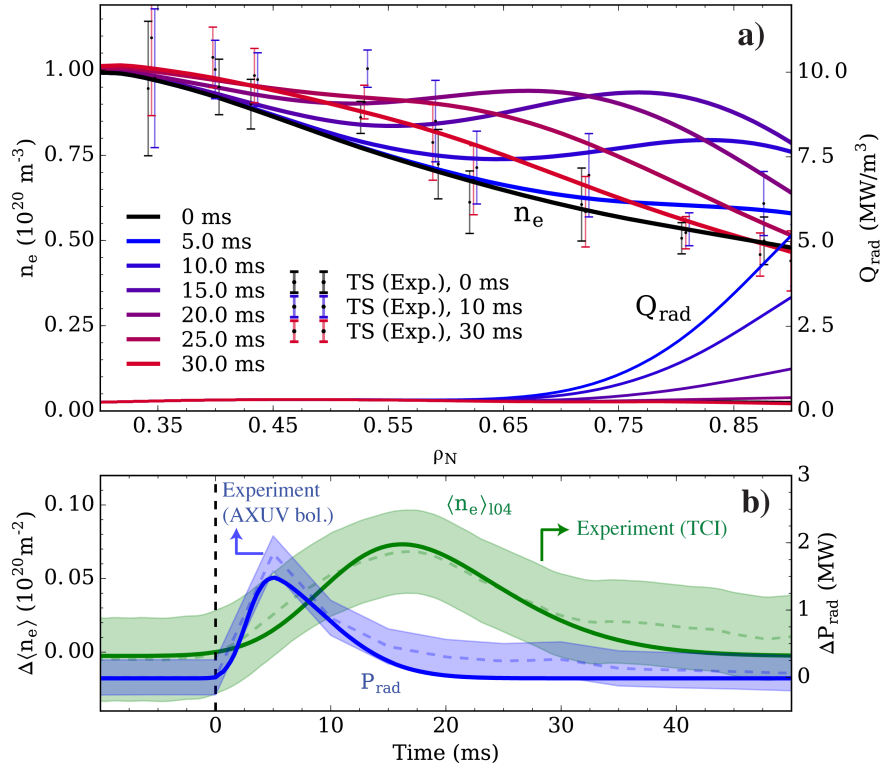 a)
1.00
0.75
0.50
0.25
0.00
n_e (10^20 m^-3)
10.0
7.5
5.0
2.5
0.0
Q_rad (MW/m^3)
n_e
Q_rad
0 ms
5.0 ms
10.0 ms
15.0 ms
20.0 ms
25.0 ms
30.0 ms
TS (Exp.), 0 ms
TS (Exp.), 10 ms
TS (Exp.), 30 ms
0.35 0.45 0.55 0.65 0.75 0.85
ρ_N
b)
0.10
0.05
0.00
Δ⟨n_e⟩ (10^20 m^-2)
3
2
1
0
ΔP_rad (MW)
Experiment
(AXUV bol.)
⟨n_e⟩_l04
Experiment (TCI)
P_rad
0 10 20 30 40
Time (ms)